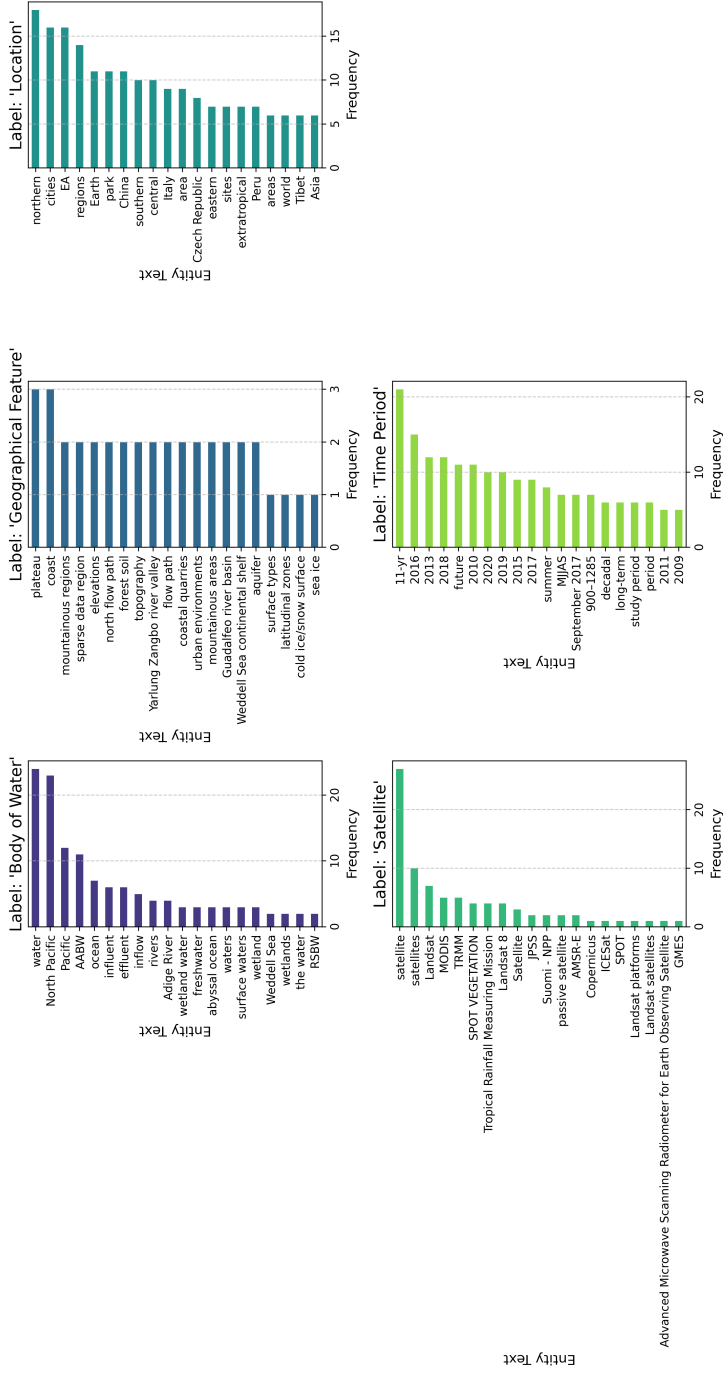 Label: 'Body of Water'
water
North Pacific
Pacific
AABW
ocean
influent
effluent
inflow
rivers
Adige River
wetland water
freshwater
abyssal ocean
waters
surface waters
wetland
Weddell Sea
wetlands
the water
RSBW
Entity Text
0
10
20
Frequency
Label: 'Geographical Feature'
plateau
coast
mountainous regions
sparse data region
elevations
north flow path
forest soil
topography
Yarlung Zangbo river valley
flow path
coastal quarries
urban environments
mountainous areas
Guadalfeo river basin
Weddell Sea continental shelf
aquifer
surface types
latitudinal zones
cold ice/snow surface
sea ice
Entity Text
0
1
2
3
Frequency
Label: 'Location'
northern
cities
EA
regions
Earth
park
China
southern
central
Italy
area
Czech Republic
eastern
sites
extratropical
Peru
areas
world
Tibet
Asia
Entity Text
0
5
10
15
Frequency
Label: 'Satellite'
satellite
satellites
Landsat
MODIS
TRMM
SPOT VEGETATION
Tropical Rainfall Measuring Mission
Landsat 8
Satellite
JPSS
Suomi - NPP
passive satellite
AMSR-E
Copernicus
ICESat
SPOT
Landsat platforms
Landsat satellites
Advanced Microwave Scanning Radiometer for Earth Observing Satellite
GMES
Entity Text
0
10
20
Frequency
Label: 'Time Period'
11-yr
2016
2013
2018
future
2010
2020
2019
2015
2017
summer
MJJAS
September 2017
900–1285
decadal
long-term
study period
period
2011
2009
Entity Text
0
10
20
Frequency